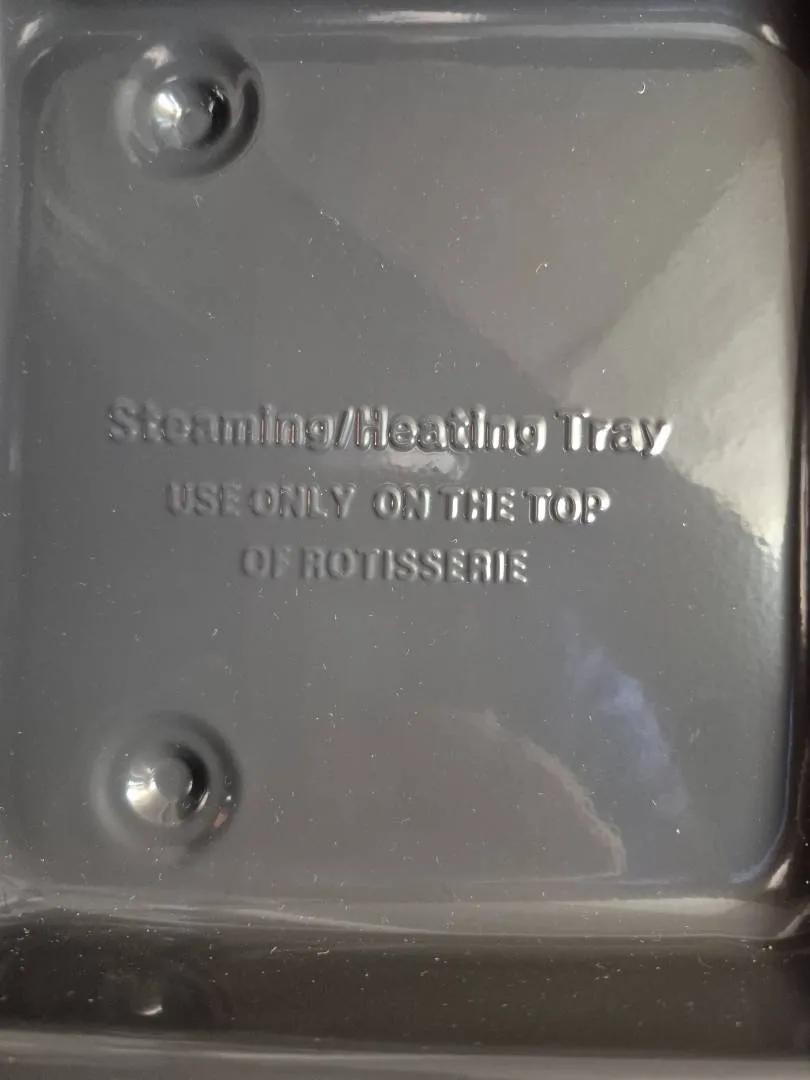 Steaming/Heating Tray
USE ONLY ON THE TOP
OF ROTISSERIE